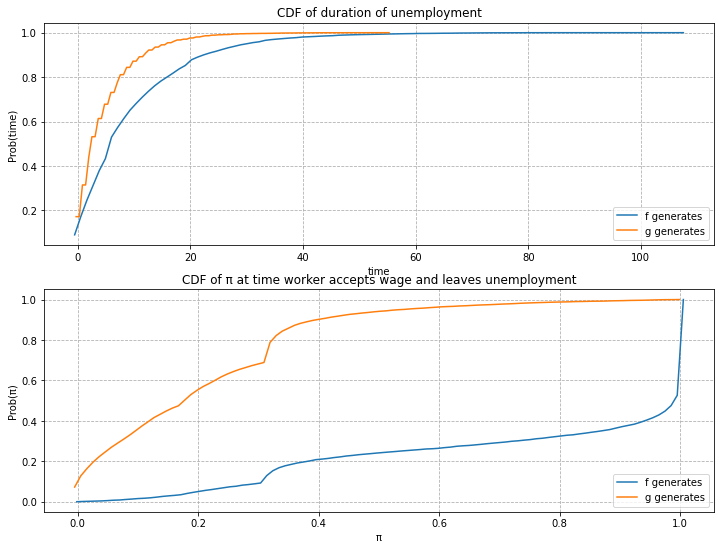 CDF of duration of unemployment
1.0
0.8
0.6
0.4
0.2
Prob(time)
f generates
g generates
0 20 40 60 80 100
time
CDF of π at time worker accepts wage and leaves unemployment
1.0
0.8
0.6
0.4
0.2
0.0
Prob(π)
f generates
g generates
0.0 0.2 0.4 0.6 0.8 1.0
π